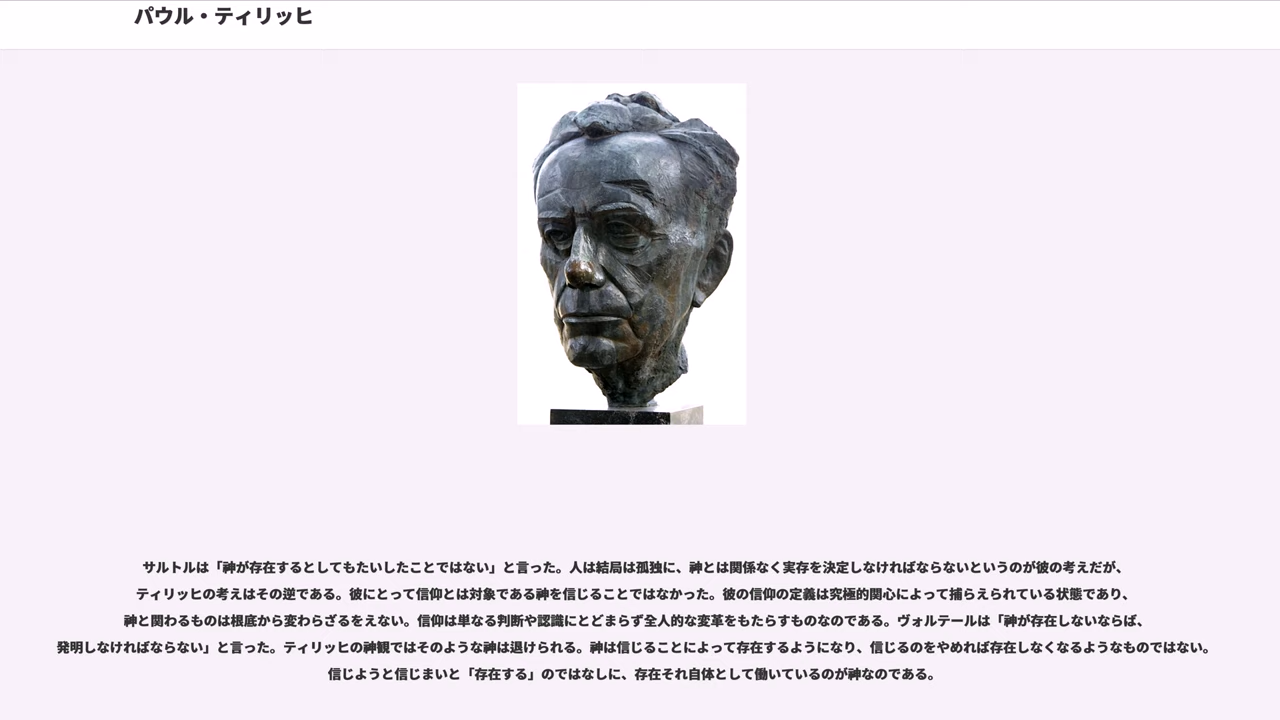 パウル・ティリッヒ
サルトルは「神が存在するとしてもたいしたことではない」と言った。人は結局は孤独に、神とは関係なく実存を決定しなければならないというのが彼の考えだが、
ティリッヒの考えはその逆である。彼にとって信仰とは対象である神を信じることではなかった。彼の信仰の定義は究極的関心によって捕らえられている状態であり、
神と関わるものは根底から変わらざるをえない。信仰は単なる判断や認識にとどまらず全人的な変革をもたらすものなのである。ヴォルテールは「神が存在しないならば、
発明しなければならない」と言った。ティリッヒの神観ではそのような神は退けられる。神は信じることによって存在するようになり、信じるのをやめれば存在しなくなるようなものではない。
信じようと信じまいと「存在する」のではなしに、存在それ自体として働いているのが神なのである。